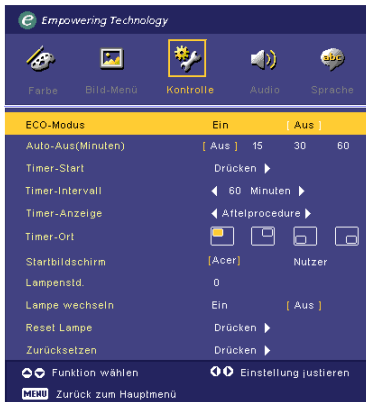 e Empowering Technology
Farbe Bild-Menü Kontrolle Audio Sprache
ECO-Modus Ein [ Aus ]
Auto-Aus(Minuten) [ Aus ] 15 30 60
Timer-Start Drücken
Timer-Intervall 60 Minuten
Timer-Anzeige Aftelprocedure
Timer-Ort
Startbildschirm [Acer] Nutzer
Lampenstd. 0
Lampe wechseln Ein [ Aus ]
Reset Lampe Drücken
Zurücksetzen Drücken
Funktion wählen Einstellung justieren
MENU Zurück zum Hauptmenü